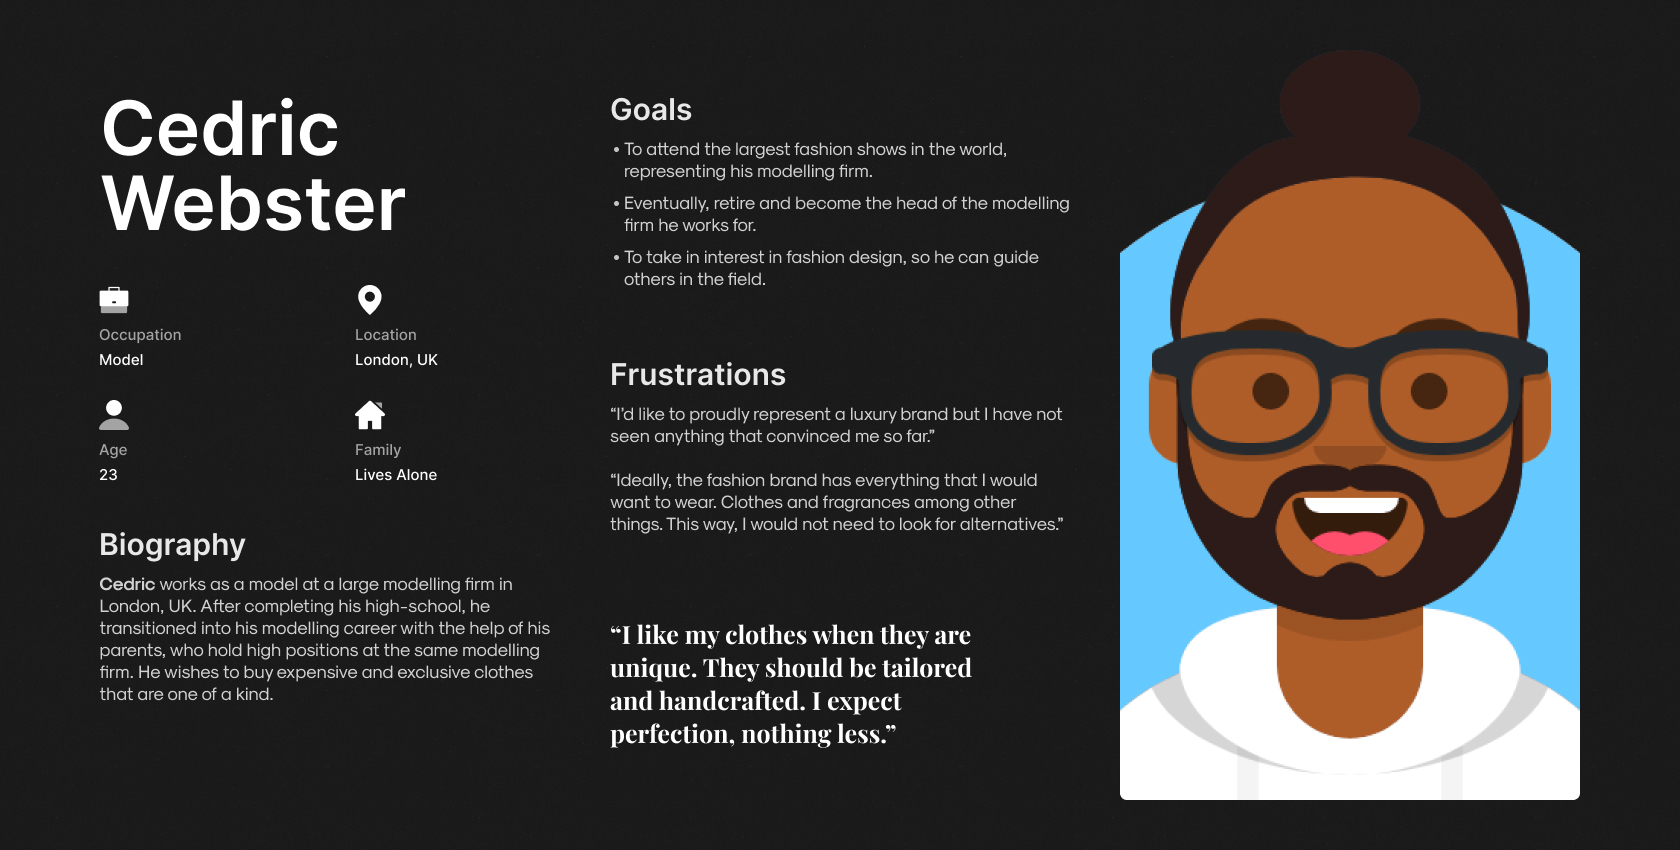 Cedric
Webster
Occupation
Model
Location
London, UK
Age
23
Family
Lives Alone
Biography
Cedric works as a model at a large modelling firm in
London, UK. After completing his high-school, he
transitioned into his modelling career with the help of his
parents, who hold high positions at the same modelling
firm. He wishes to buy expensive and exclusive clothes
that are one of a kind.
Goals
• To attend the largest fashion shows in the world,
representing his modelling firm.
• Eventually, retire and become the head of the modelling
firm he works for.
• To take in interest in fashion design, so he can guide
others in the field.
Frustrations
“I’d like to proudly represent a luxury brand but I have not
seen anything that convinced me so far.”
“Ideally, the fashion brand has everything that I would
want to wear. Clothes and fragrances among other
things. This way, I would not need to look for alternatives.”
“I like my clothes when they are
unique. They should be tailored
and handcrafted. I expect
perfection, nothing less.”